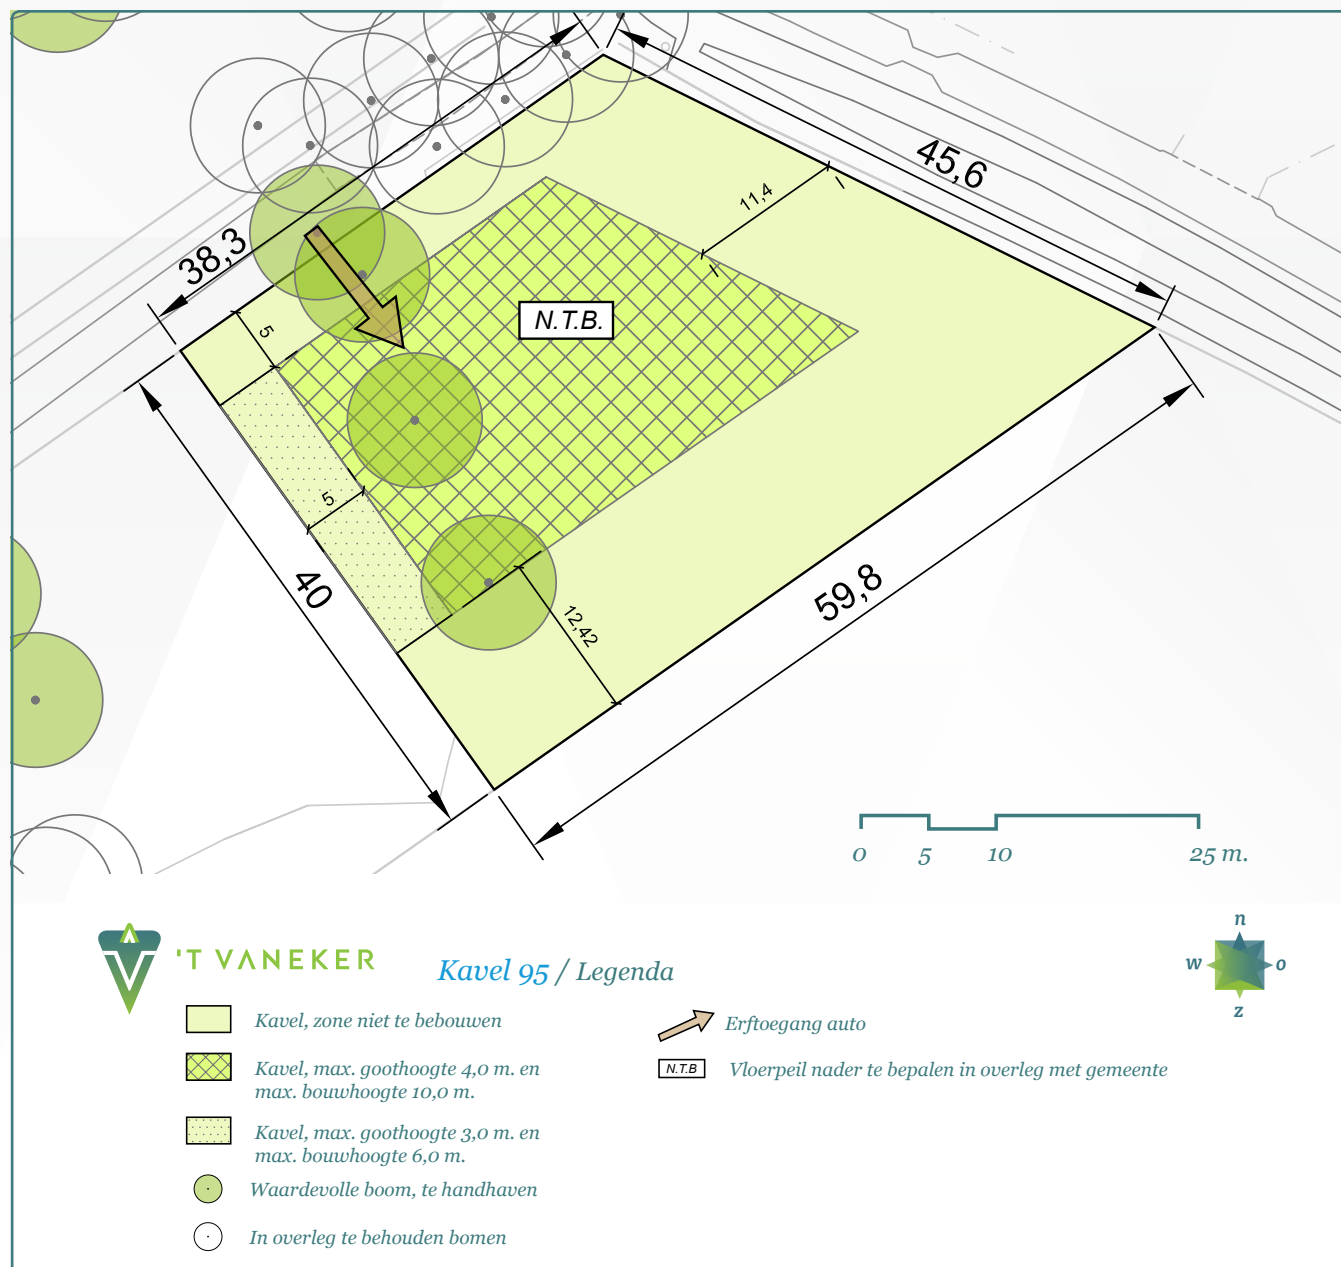 45,6
11,4
38,3
N.T.B.
5
5
40
12,42
59,8
0 5 10 25 m.
'T VANEKER
Kavel 95 / Legenda
Kavel, zone niet te bebouwen
Kavel, max. goothoogte 4,0 m. en
max. bouwhoogte 10,0 m.
Kavel, max. goothoogte 3,0 m. en
max. bouwhoogte 6,0 m.
Waardevolle boom, te handhaven
In overleg te behouden bomen
Erftoegang auto
N.T.B Vloerpeil nader te bepalen in overleg met gemeente
n
w o
z